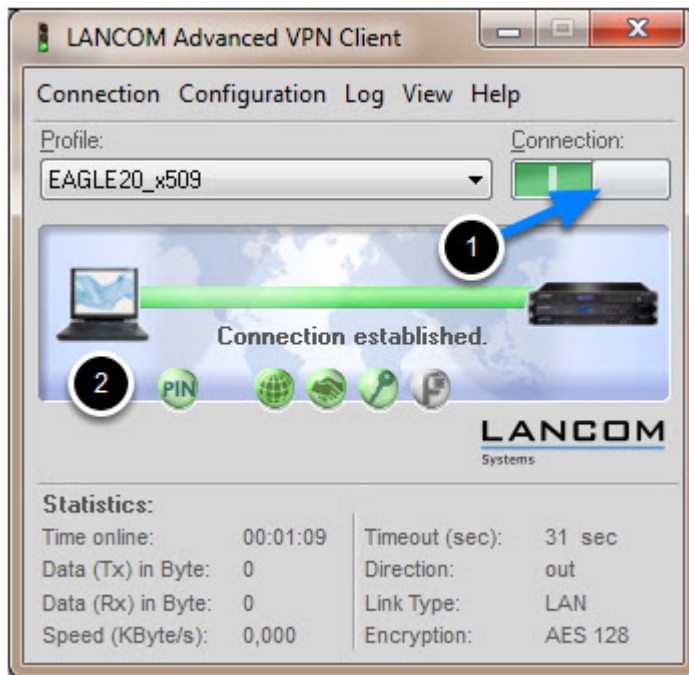 LANCOM Advanced VPN Client
Connection Configuration Log View Help
Profile:
Connection:
EAGLE20_x509
1
Connection established.
2
PIN
LANCOM
Systems
Statistics:
Time online: 00:01:09 Timeout (sec): 31 sec
Data (Tx) in Byte: 0 Direction: out
Data (Rx) in Byte: 0 Link Type: LAN
Speed (KByte/s): 0,000 Encryption: AES 128